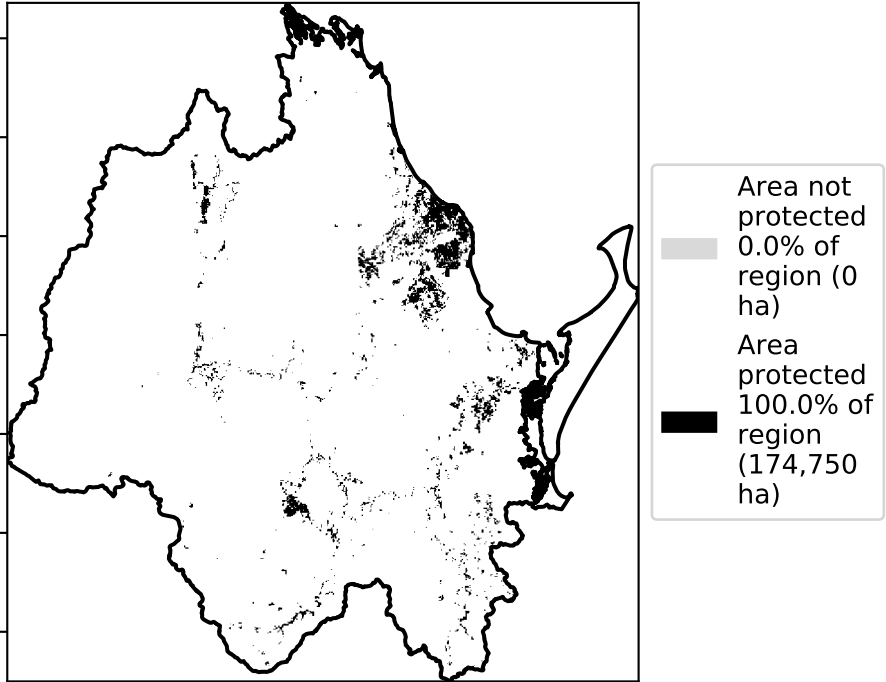 Area not
protected
0.0% of
region (0
ha)
Area
protected
100.0% of
region
(174,750
ha)